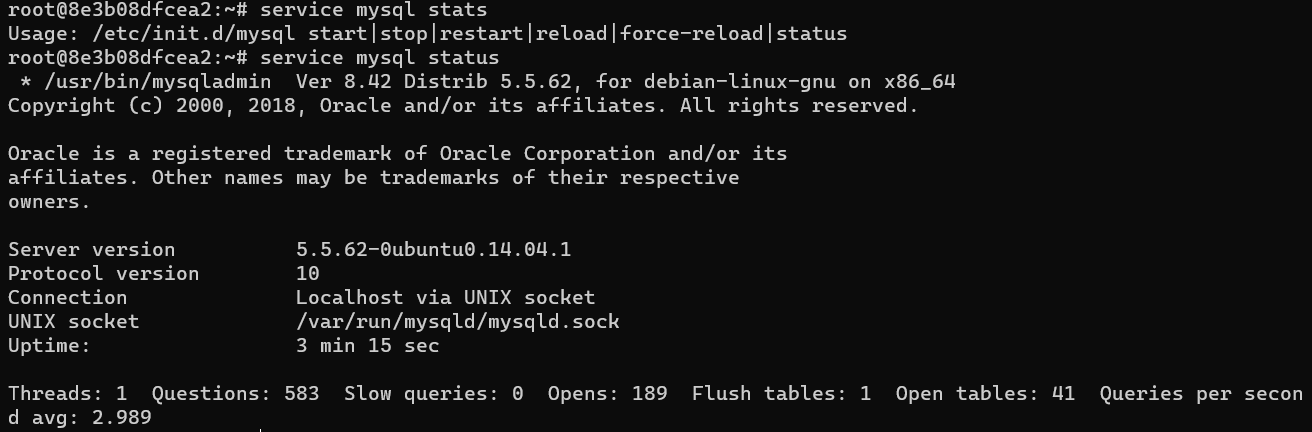 root@8e3b08dfcea2:~# service mysql stats
Usage: /etc/init.d/mysql start|stop|restart|reload|force-reload|status
root@8e3b08dfcea2:~# service mysql status
 * /usr/bin/mysqladmin  Ver 8.42 Distrib 5.5.62, for debian-linux-gnu on x86_64
Copyright (c) 2000, 2018, Oracle and/or its affiliates. All rights reserved.

Oracle is a registered trademark of Oracle Corporation and/or its
affiliates. Other names may be trademarks of their respective
owners.

Server version          5.5.62-0ubuntu0.14.04.1
Protocol version        10
Connection              Localhost via UNIX socket
UNIX socket             /var/run/mysqld/mysqld.sock
Uptime:                 3 min 15 sec

Threads: 1  Questions: 583  Slow queries: 0  Opens: 189  Flush tables: 1  Open tables: 41  Queries per secon
d avg: 2.989